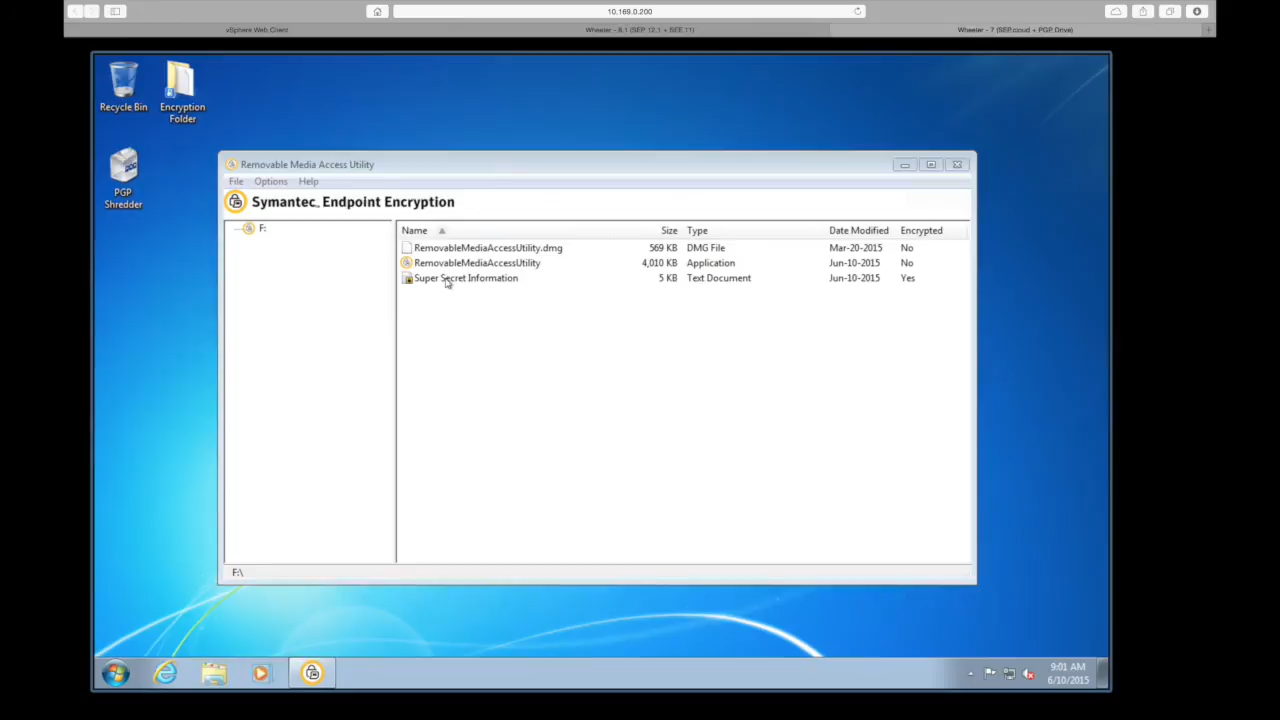 10.169.0.200
vSphere Web Client
Wheeler - 8.1 (SEP 12.1 + SEE 11)
Wheeler - 7 (SEP.cloud + PGP Drive)
Recycle Bin
Encryption
Folder
PGP
Shredder
Removable Media Access Utility
File Options Help
Symantec™ Endpoint Encryption
F:
Name Size Type Date Modified Encrypted
RemovableMediaAccessUtility.dmg 569 KB DMG File Mar-20-2015 No
RemovableMediaAccessUtility 4,010 KB Application Jun-10-2015 No
Super Secret Information 5 KB Text Document Jun-10-2015 Yes
F:\
9:01 AM
6/10/2015